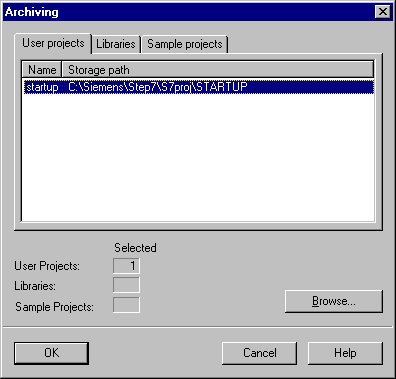 Archiving
User projects Libraries Sample projects
Name Storage path
startup C:\Siemens\Step7\S7proj\STARTUP
Selected
User Projects: 1
Libraries:
Sample Projects:
Browse...
OK Cancel Help